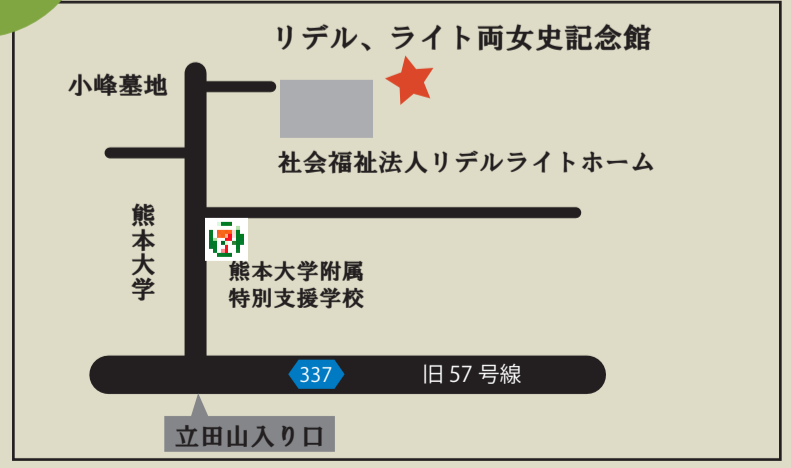 リデル、ライト両女史記念館
小峰墓地
社会福祉法人リデルライトホーム
熊本大学
熊本大学附属
特別支援学校
337
旧57号線
立田山入り口